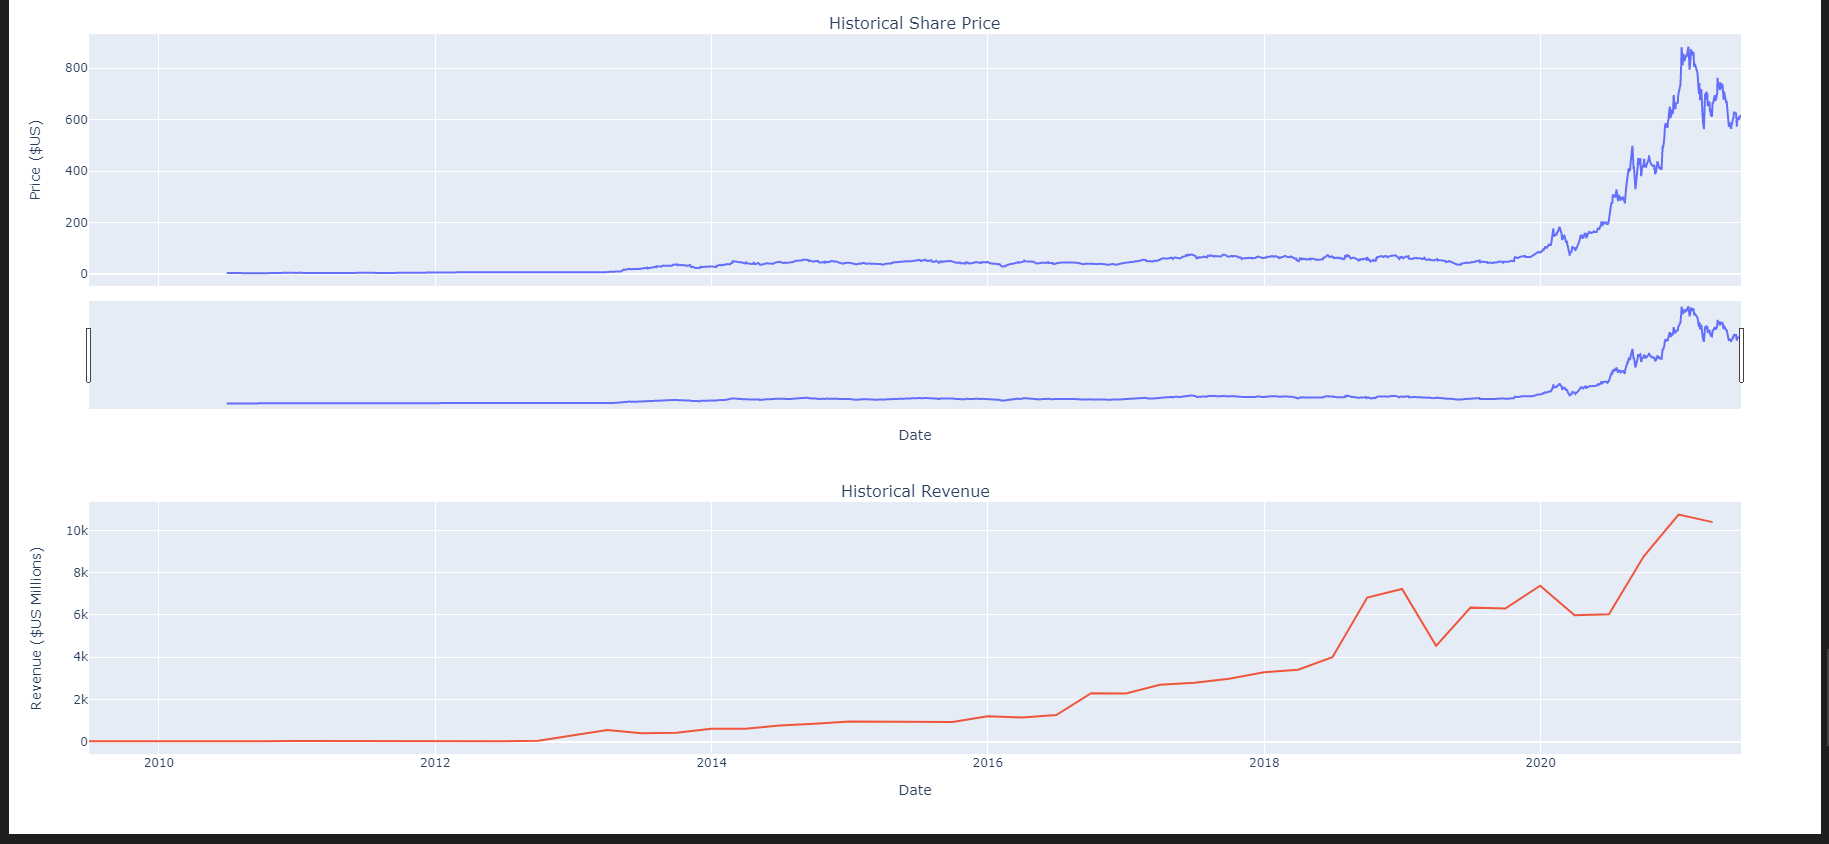 Historical Share Price
Price ($US)
800
600
400
200
0
Date
Historical Revenue
Revenue ($US Millions)
10k
8k
6k
4k
2k
0
2010 2012 2014 2016 2018 2020
Date